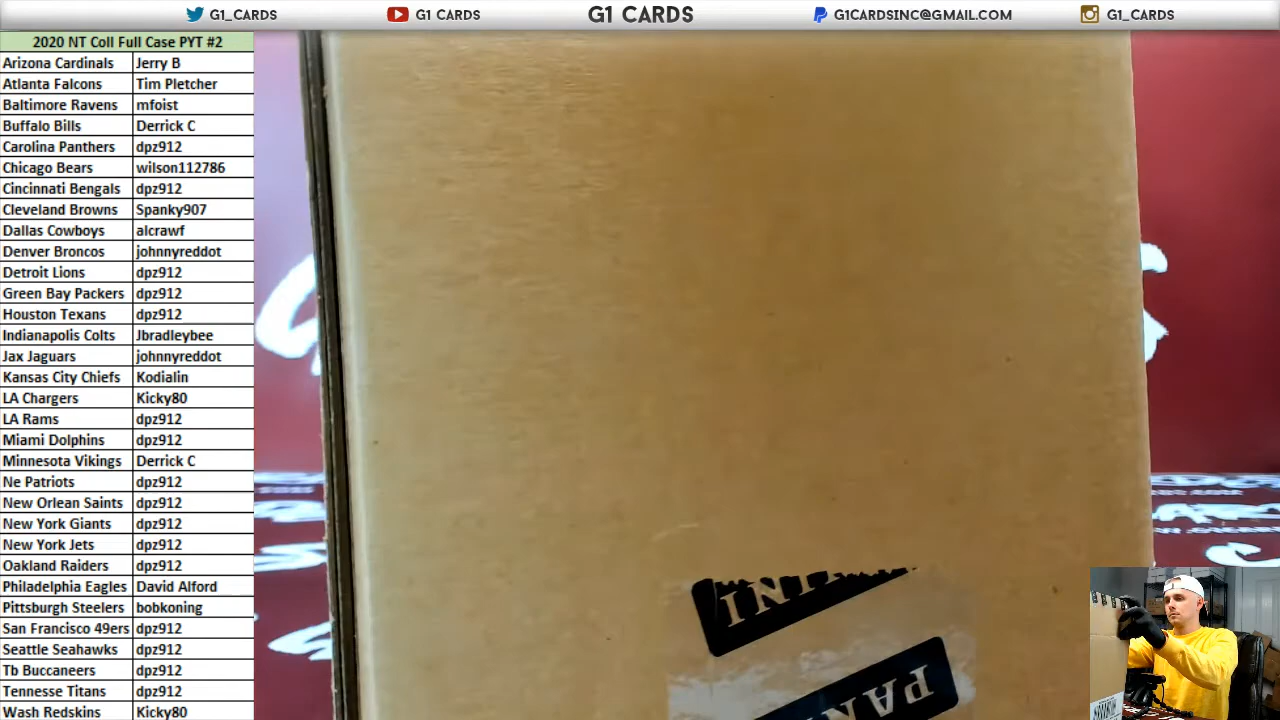 G1_CARDS
G1 CARDS
G1 CARDS
G1CARDSINC@GMAIL.COM
G1_CARDS
2020 NT Coll Full Case PYT #2
Arizona Cardinals Jerry B
Atlanta Falcons Tim Pletcher
Baltimore Ravens mfoist
Buffalo Bills Derrick C
Carolina Panthers dpz912
Chicago Bears wilson112786
Cincinnati Bengals dpz912
Cleveland Browns Spanky907
Dallas Cowboys alcrawf
Denver Broncos johnnyreddot
Detroit Lions dpz912
Green Bay Packers dpz912
Houston Texans dpz912
Indianapolis Colts Jbradleybee
Jax Jaguars johnnyreddot
Kansas City Chiefs Kodialin
LA Chargers Kicky80
LA Rams dpz912
Miami Dolphins dpz912
Minnesota Vikings Derrick C
Ne Patriots dpz912
New Orlean Saints dpz912
New York Giants dpz912
New York Jets dpz912
Oakland Raiders dpz912
Philadelphia Eagles David Alford
Pittsburgh Steelers bobkoning
San Francisco 49ers dpz912
Seattle Seahawks dpz912
Tb Buccaneers dpz912
Tennesse Titans dpz912
Wash Redskins Kicky80
INI
PAN